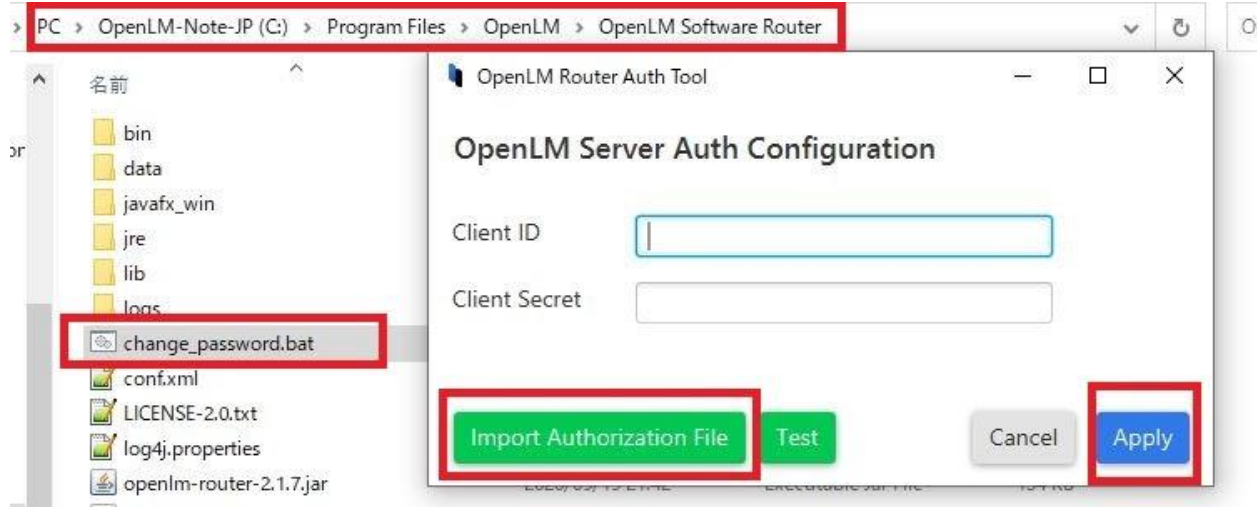 PC > OpenLM-Note-JP (C:) > Program Files > OpenLM > OpenLM Software Router
名前
bin
data
javafx_win
jre
lib
logs
change_password.bat
conf.xml
LICENSE-2.0.txt
log4j.properties
openlm-router-2.1.7.jar
OpenLM Router Auth Tool
OpenLM Server Auth Configuration
Client ID
Client Secret
Import Authorization File
Test
Cancel
Apply